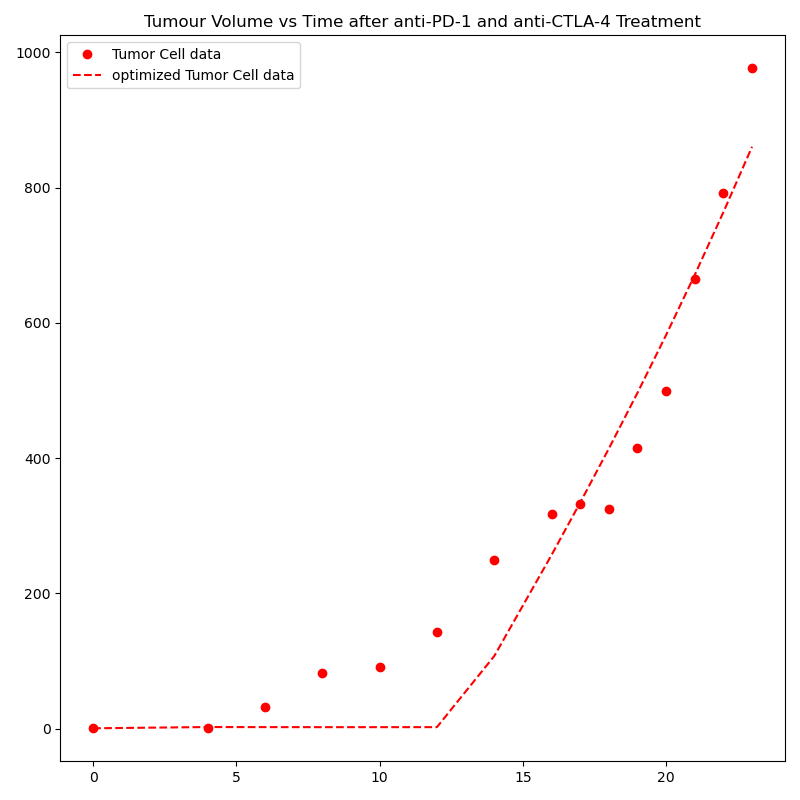 Tumour Volume vs Time after anti-PD-1 and anti-CTLA-4 Treatment
Tumor Cell data
optimized Tumor Cell data
1000
800
600
400
200
0
0 5 10 15 20